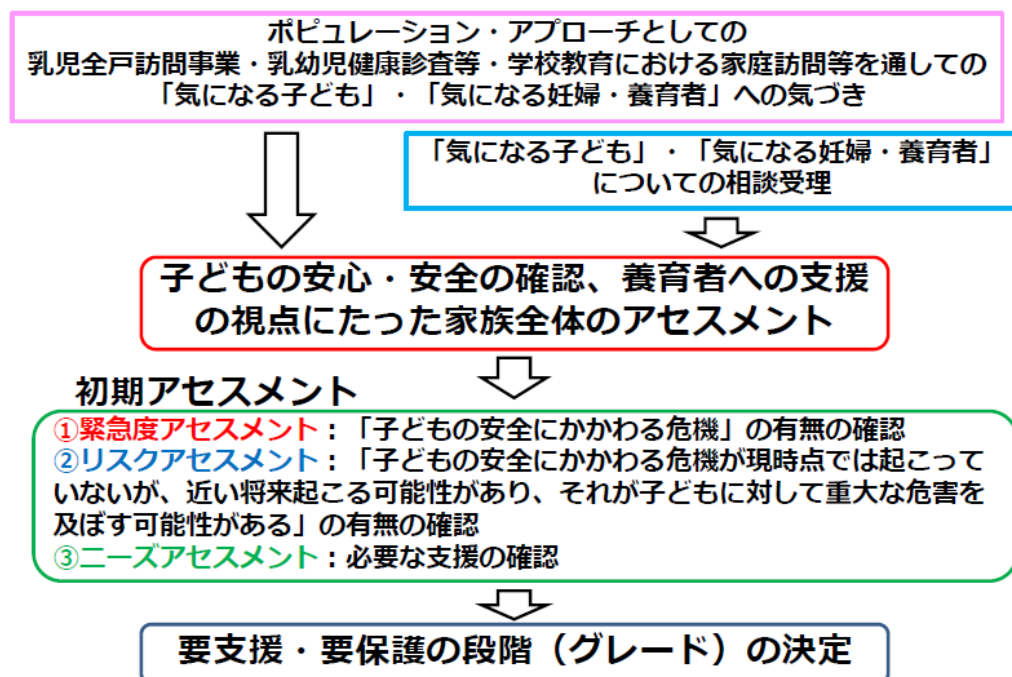 ポピュレーション・アプローチとしての
乳児全戸訪問事業・乳幼児健康診査等・学校教育における家庭訪問等を通しての
「気になる子ども」・「気になる妊婦・養育者」への気づき
「気になる子ども」・「気になる妊婦・養育者」
についての相談受理
子どもの安心・安全の確認、養育者への支援
の視点にたった家族全体のアセスメント
初期アセスメント
①緊急度アセスメント：「子どもの安全にかかわる危機」の有無の確認
②リスクアセスメント：「子どもの安全にかかわる危機が現時点では起こって
いないが、近い将来起こる可能性があり、それが子どもに対して重大な危害を
及ぼす可能性がある」の有無の確認
③ニーズアセスメント：必要な支援の確認
要支援・要保護の段階（グレード）の決定